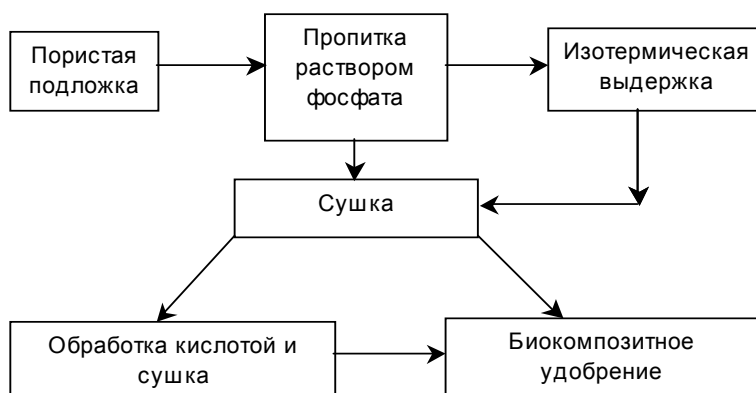 Пористая
подложка
Пропитка
раствором
фосфата
Изотермическая
выдержка
Сушка
Обработка кислотой и
сушка
Биокомпозитное
удобрение